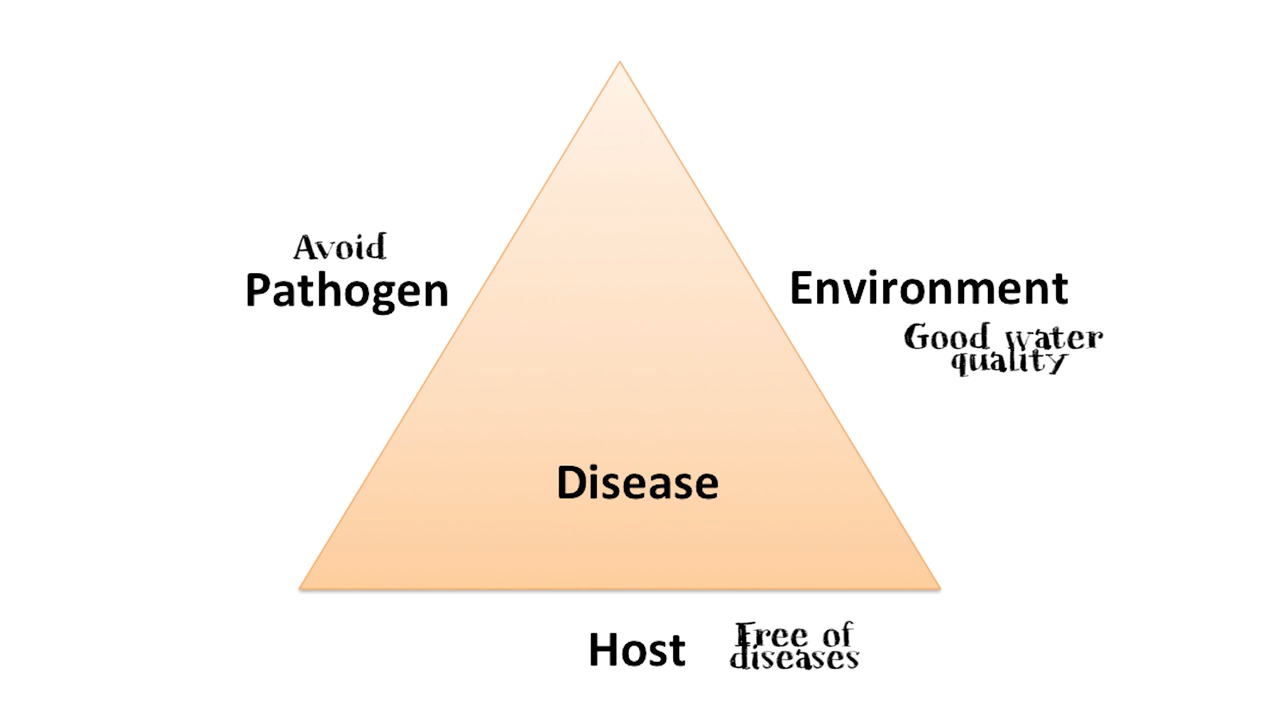 Avoid
Pathogen
Environment
Good water
quality
Disease
Host
Free of
diseases